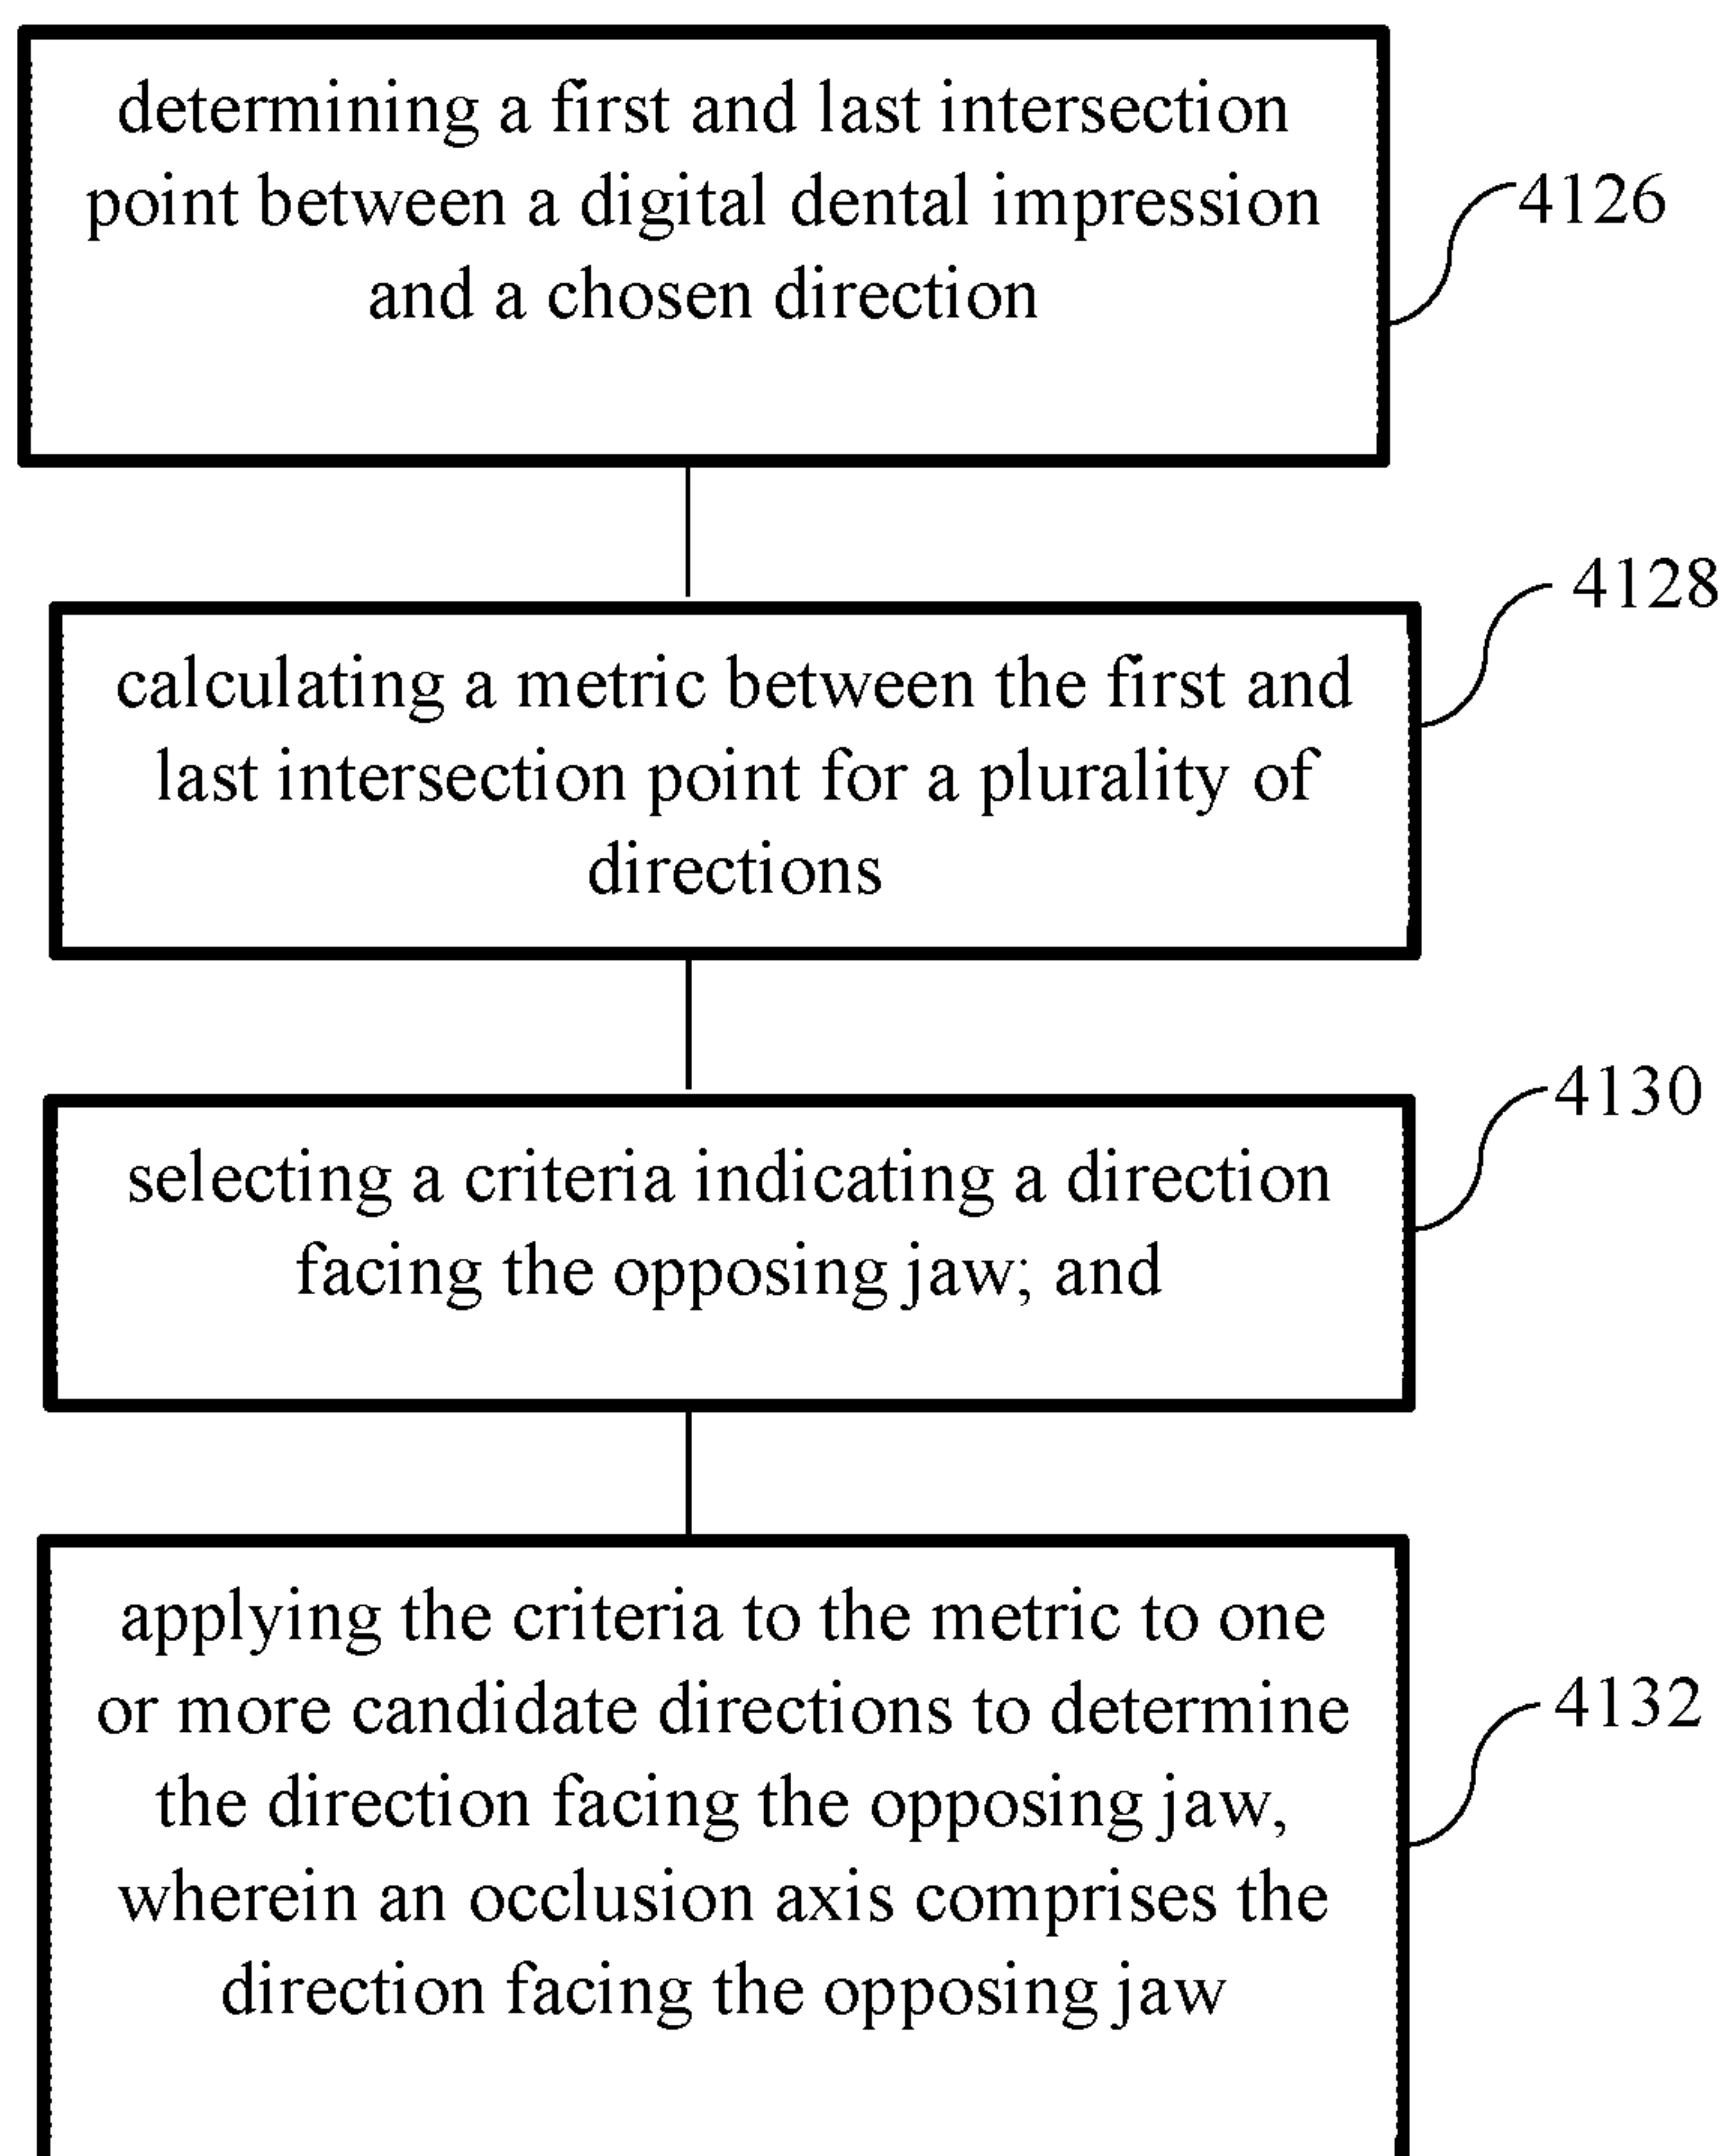 determining a first and last intersection
point between a digital dental impression
and a chosen direction
4126
calculating a metric between the first and
last intersection point for a plurality of
directions
4128
selecting a criteria indicating a direction
facing the opposing jaw; and
4130
applying the criteria to the metric to one
or more candidate directions to determine
the direction facing the opposing jaw,
wherein an occlusion axis comprises the
direction facing the opposing jaw
4132